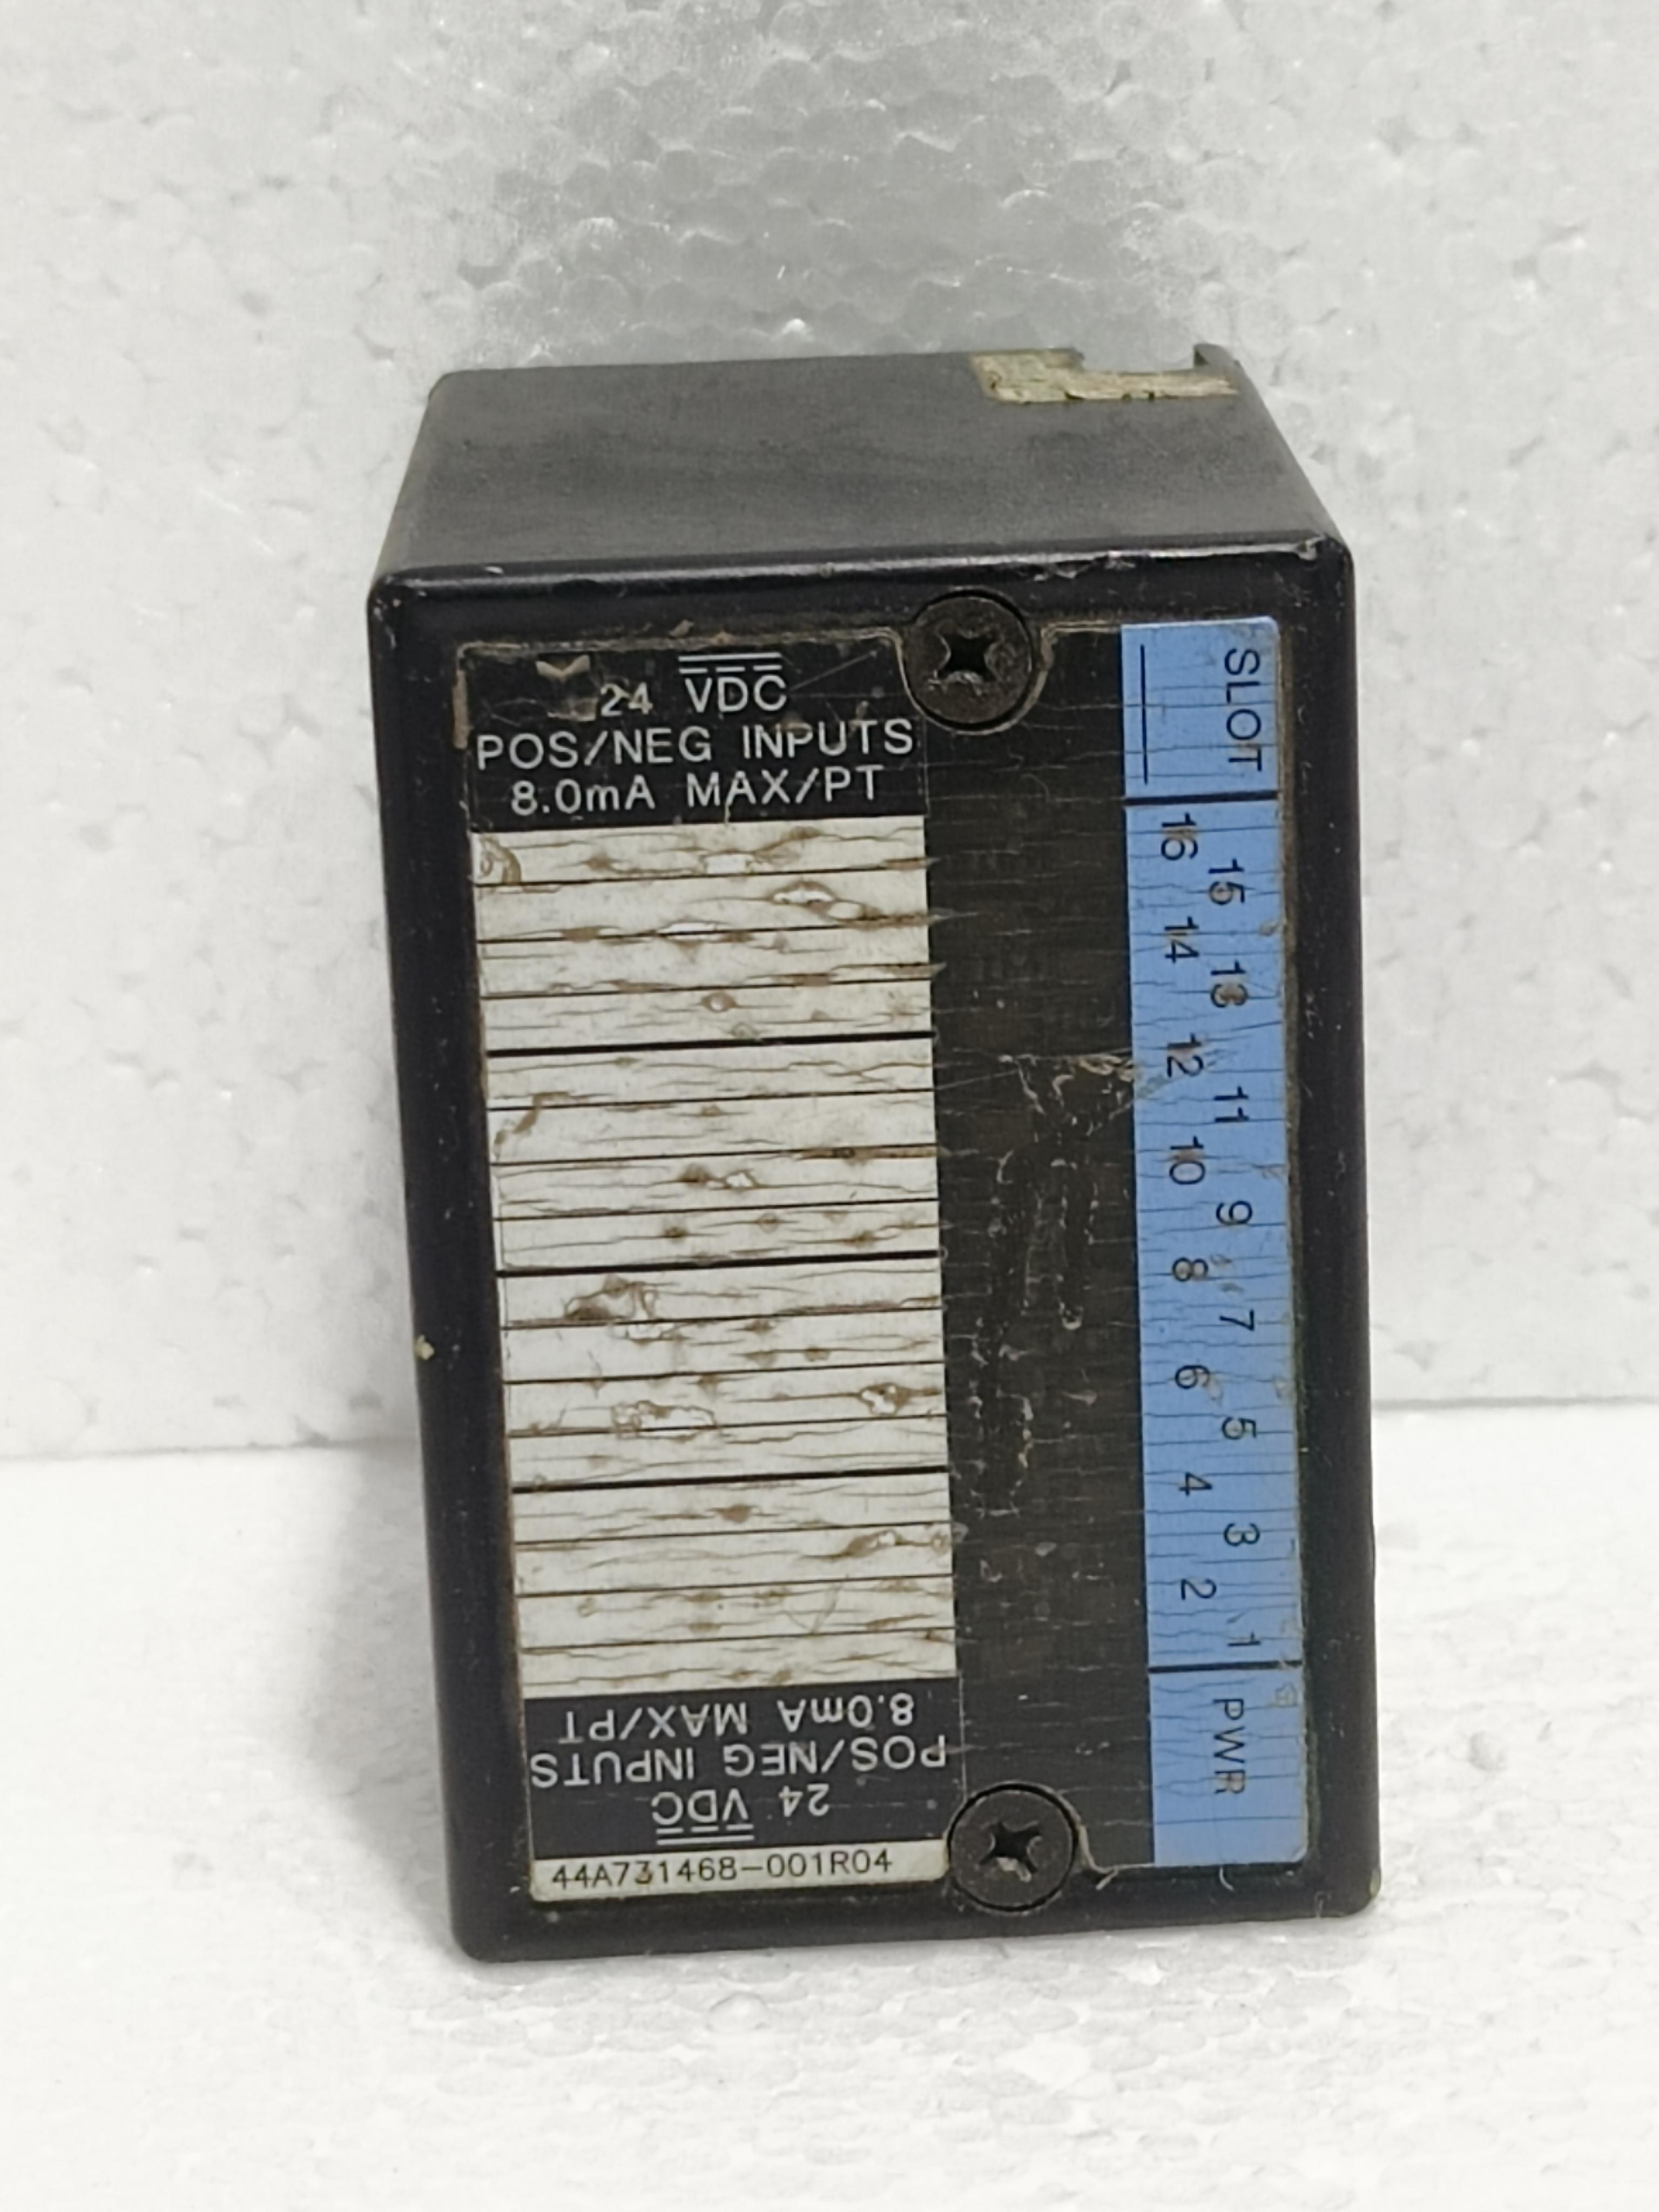 24 VDC
POS/NEG INPUTS
8.0mA MAX/PT
SLOT
16
15
14
13
12
11
10
9
8
7
6
5
4
3
2
1
PWR
24 VDC
POS/NEG INPUTS
8.0mA MAX/PT
44A731468-001R04